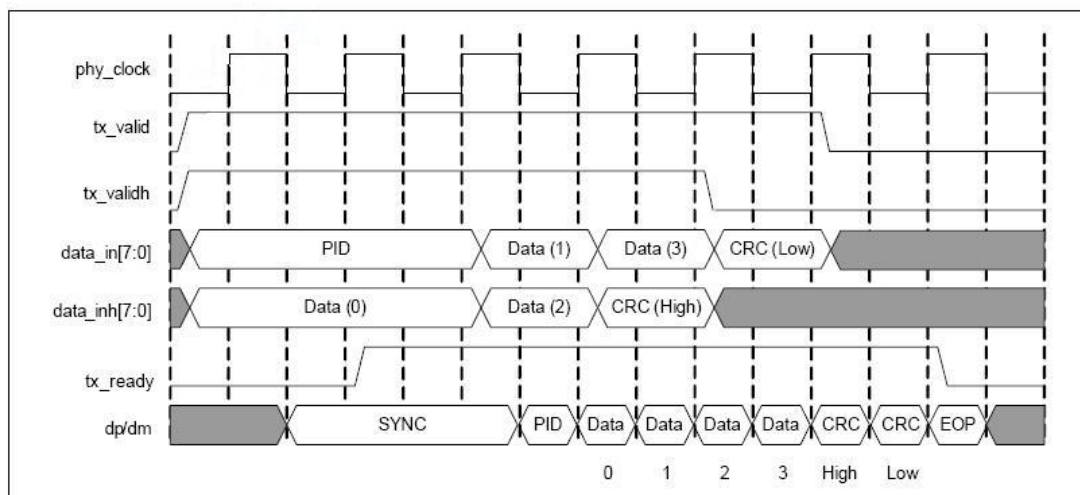 phy_clock
tx_valid
tx_validh
data_in[7:0] PID Data (1) Data (3) CRC (Low)
data_inh[7:0] Data (0) Data (2) CRC (High)
tx_ready
dp/dm SYNC PID Data Data Data Data CRC CRC EOP
0 1 2 3 High Low